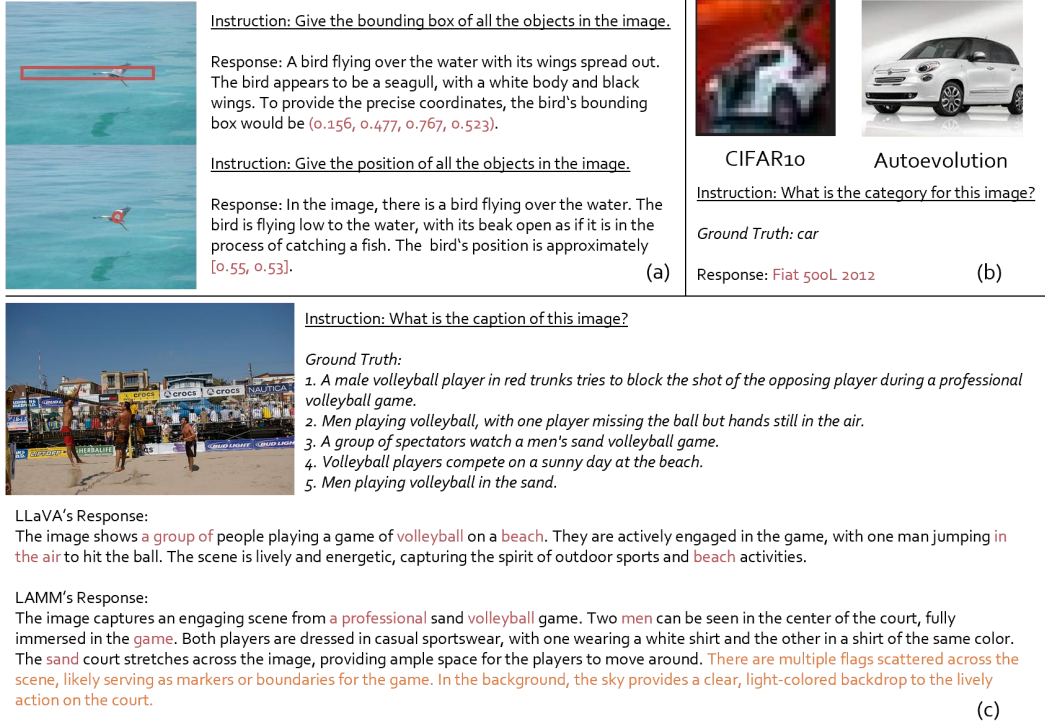 Instruction: Give the bounding box of all the objects in the image.
Response: A bird flying over the water with its wings spread out.
The bird appears to be a seagull, with a white body and black
wings. To provide the precise coordinates, the bird‘s bounding
box would be (0.156, 0.477, 0.767, 0.523).
Instruction: Give the position of all the objects in the image.
Response: In the image, there is a bird flying over the water. The
bird is flying low to the water, with its beak open as if it is in the
process of catching a fish. The bird‘s position is approximately
[0.55, 0.53].
(a)
CIFAR10
Autoevolution
Instruction: What is the category for this image?
Ground Truth: car
Response: Fiat 500L 2012
(b)
crocs
crocs
NAUTICA
HERBALIFE
crocs
BUD LIGHT
BUD LIGHT
Instruction: What is the caption of this image?
Ground Truth:
1. A male volleyball player in red trunks tries to block the shot of the opposing player during a professional
volleyball game.
2. Men playing volleyball, with one player missing the ball but hands still in the air.
3. A group of spectators watch a men's sand volleyball game.
4. Volleyball players compete on a sunny day at the beach.
5. Men playing volleyball in the sand.
LLaVA’s Response:
The image shows a group of people playing a game of volleyball on a beach. They are actively engaged in the game, with one man jumping in
the air to hit the ball. The scene is lively and energetic, capturing the spirit of outdoor sports and beach activities.
LAMM’s Response:
The image captures an engaging scene from a professional sand volleyball game. Two men can be seen in the center of the court, fully
immersed in the game. Both players are dressed in casual sportswear, with one wearing a white shirt and the other in a shirt of the same color.
The sand court stretches across the image, providing ample space for the players to move around. There are multiple flags scattered across the
scene, likely serving as markers or boundaries for the game. In the background, the sky provides a clear, light-colored backdrop to the lively
action on the court.
(c)